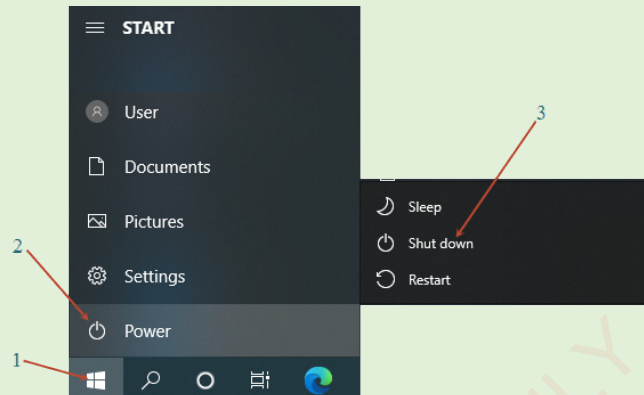 START
User
Documents
Pictures
Settings
Power
Sleep
Shut down
Restart
1
2
3